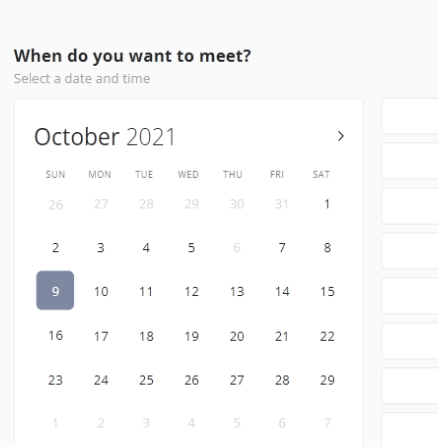 When do you want to meet?
Select a date and time
October 2021
SUN MON TUE WED THU FRI SAT
26 27 28 29 30 31 1
2 3 4 5 6 7 8
9 10 11 12 13 14 15
16 17 18 19 20 21 22
23 24 25 26 27 28 29
1 2 3 4 5 6 7